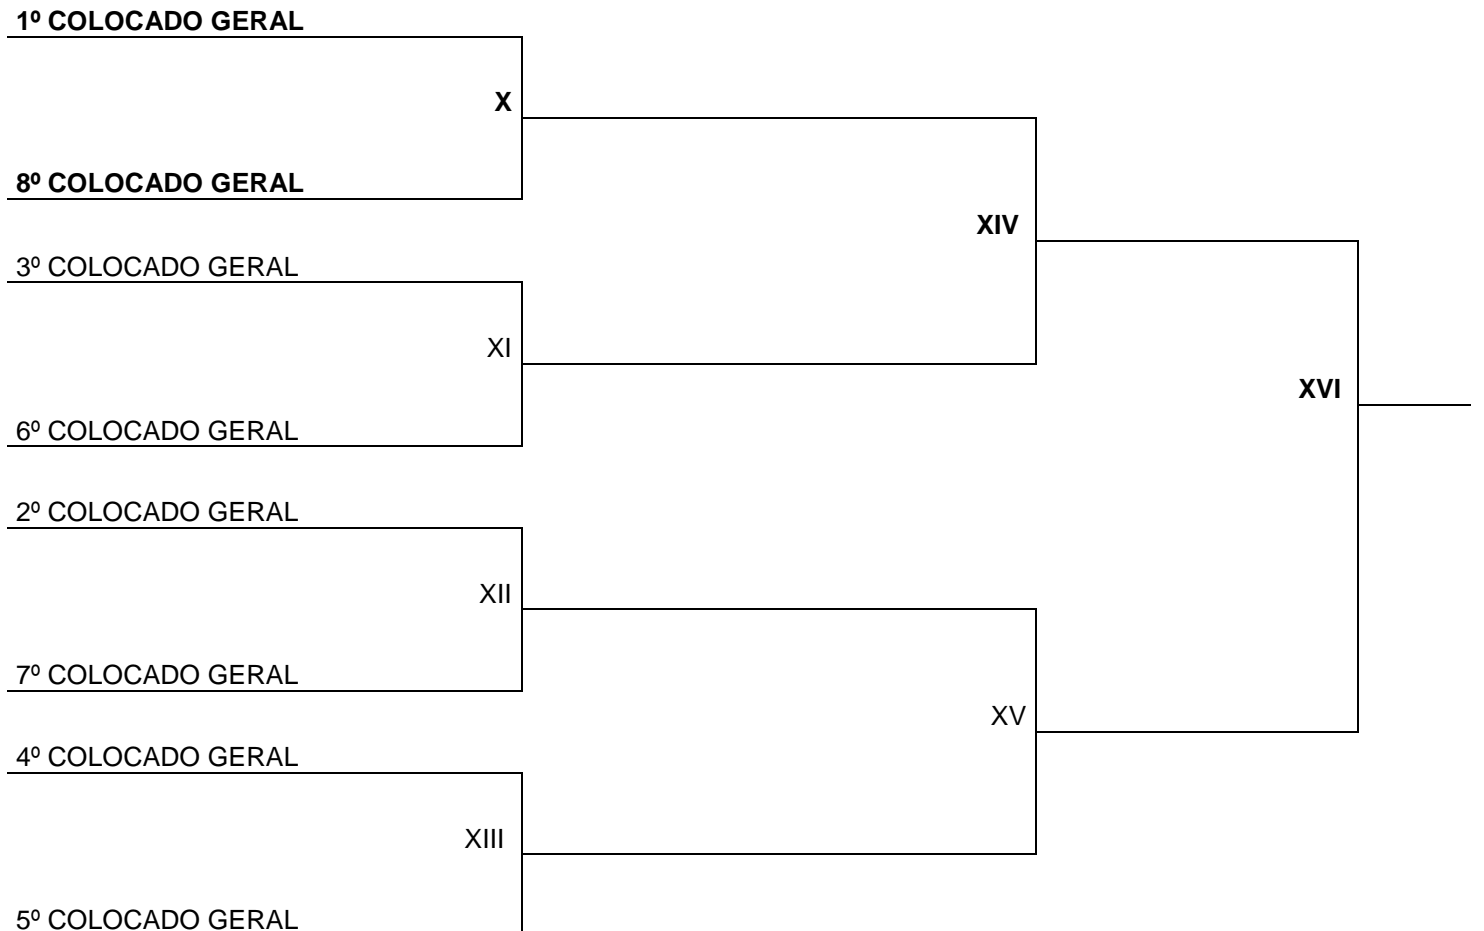 1º COLOCADO GERAL
X
8º COLOCADO GERAL
XIV
3º COLOCADO GERAL
XI
XVI
6º COLOCADO GERAL
2º COLOCADO GERAL
XII
7º COLOCADO GERAL
XV
4º COLOCADO GERAL
XIII
5º COLOCADO GERAL